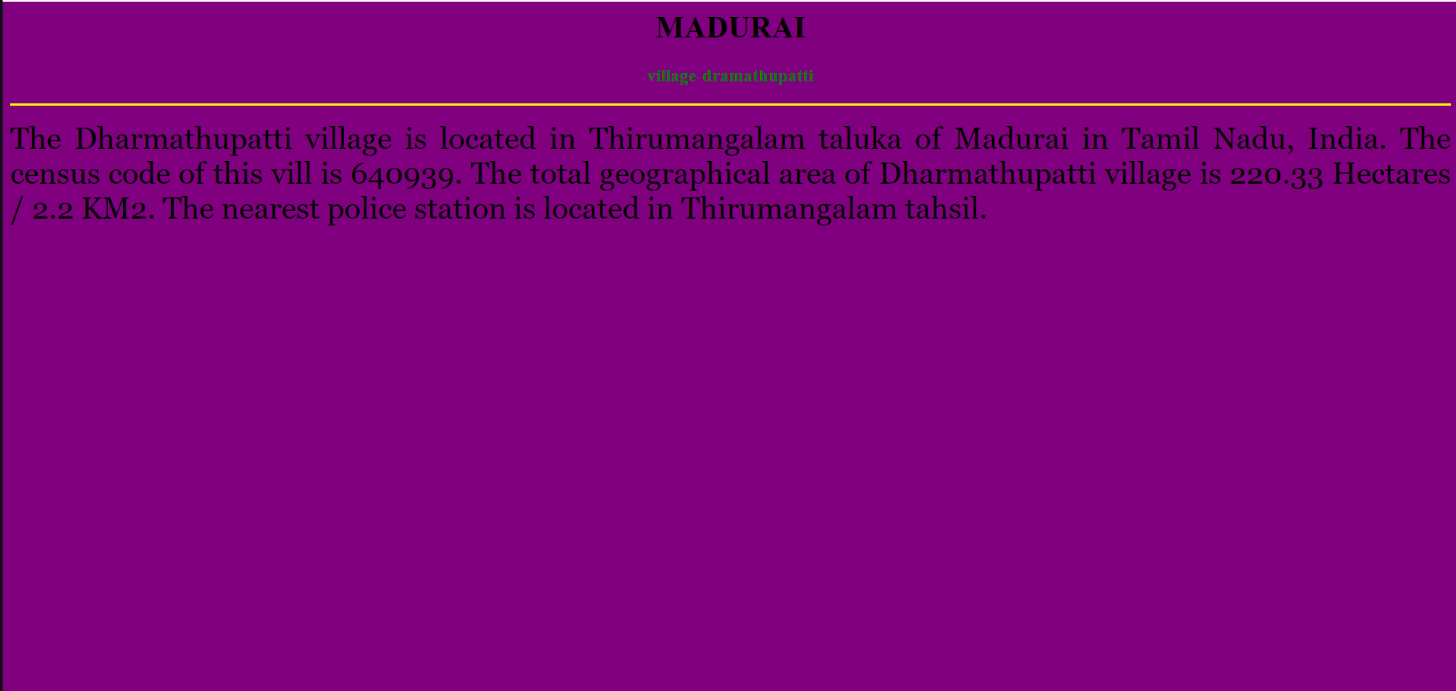 MADURAI
village dramathupatti
The Dharmathupatti village is located in Thirumangalam taluka of Madurai in Tamil Nadu, India. The
census code of this vill is 640939. The total geographical area of Dharmathupatti village is 220.33 Hectares
/ 2.2 KM2. The nearest police station is located in Thirumangalam tahsil.